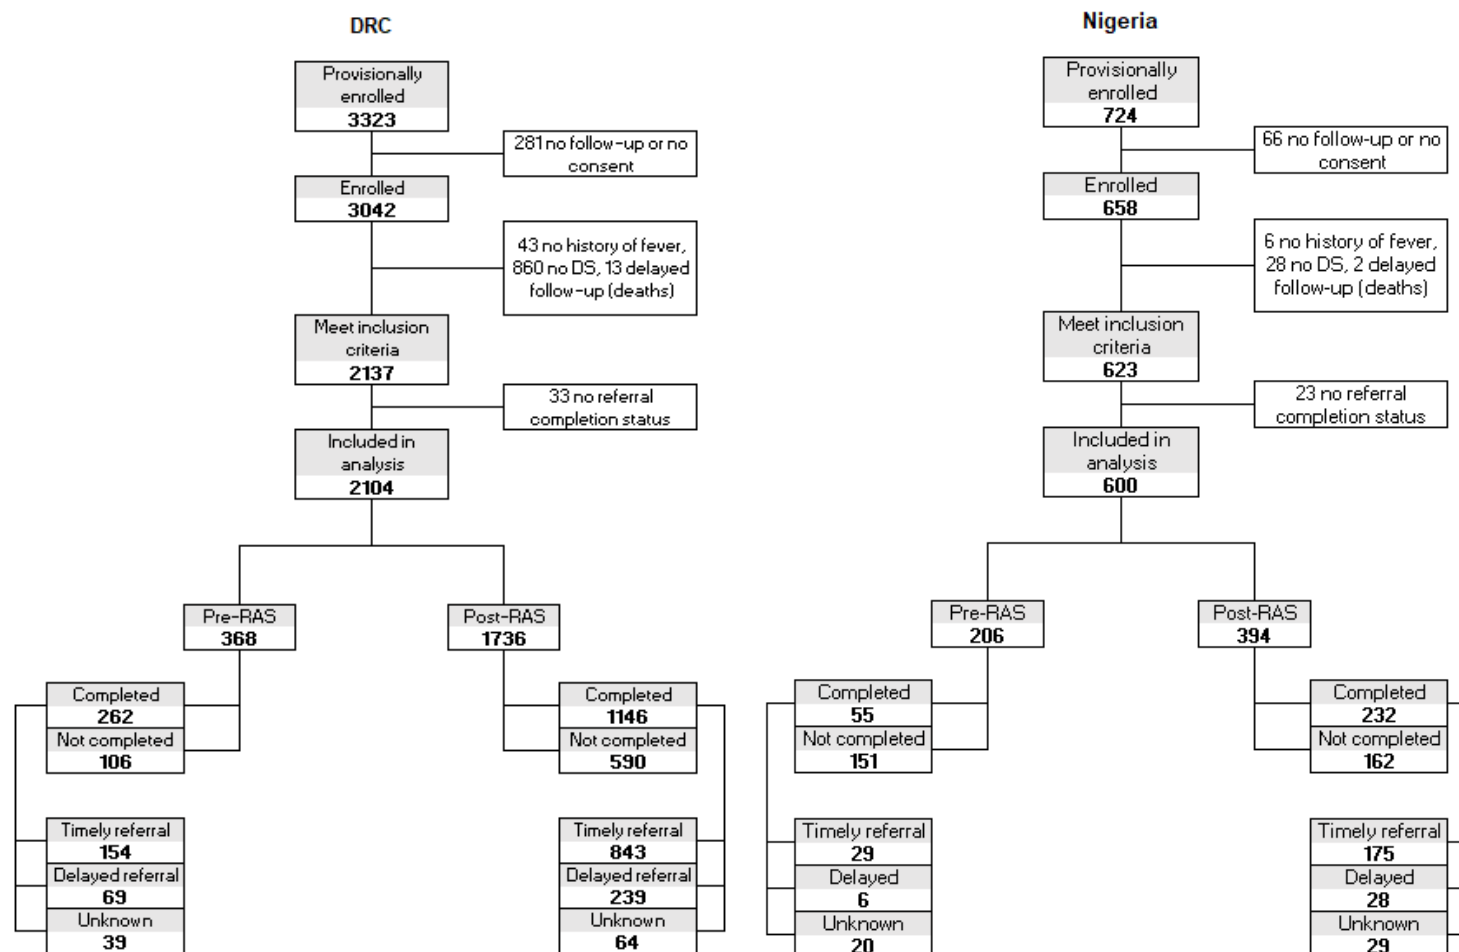 DRC
Provisionally
enrolled
3323
281 no follow-up or no
consent
Enrolled
3042
43 no history of fever,
860 no DS, 13 delayed
follow-up (deaths)
Meet inclusion
criteria
2137
33 no referral
completion status
Included in
analysis
2104
Pre-RAS
368
Post-RAS
1736
Completed
262
Not completed
106
Completed
1146
Not completed
590
Timely referral
154
Delayed referral
69
Unknown
39
Timely referral
843
Delayed referral
239
Unknown
64
Nigeria
Provisionally
enrolled
724
66 no follow-up or no
consent
Enrolled
658
6 no history of fever,
28 no DS, 2 delayed
follow-up (deaths)
Meet inclusion
criteria
623
23 no referral
completion status
Included in
analysis
600
Pre-RAS
206
Post-RAS
394
Completed
55
Not completed
151
Completed
232
Not completed
162
Timely referral
29
Delayed
6
Unknown
20
Timely referral
175
Delayed
28
Unknown
29